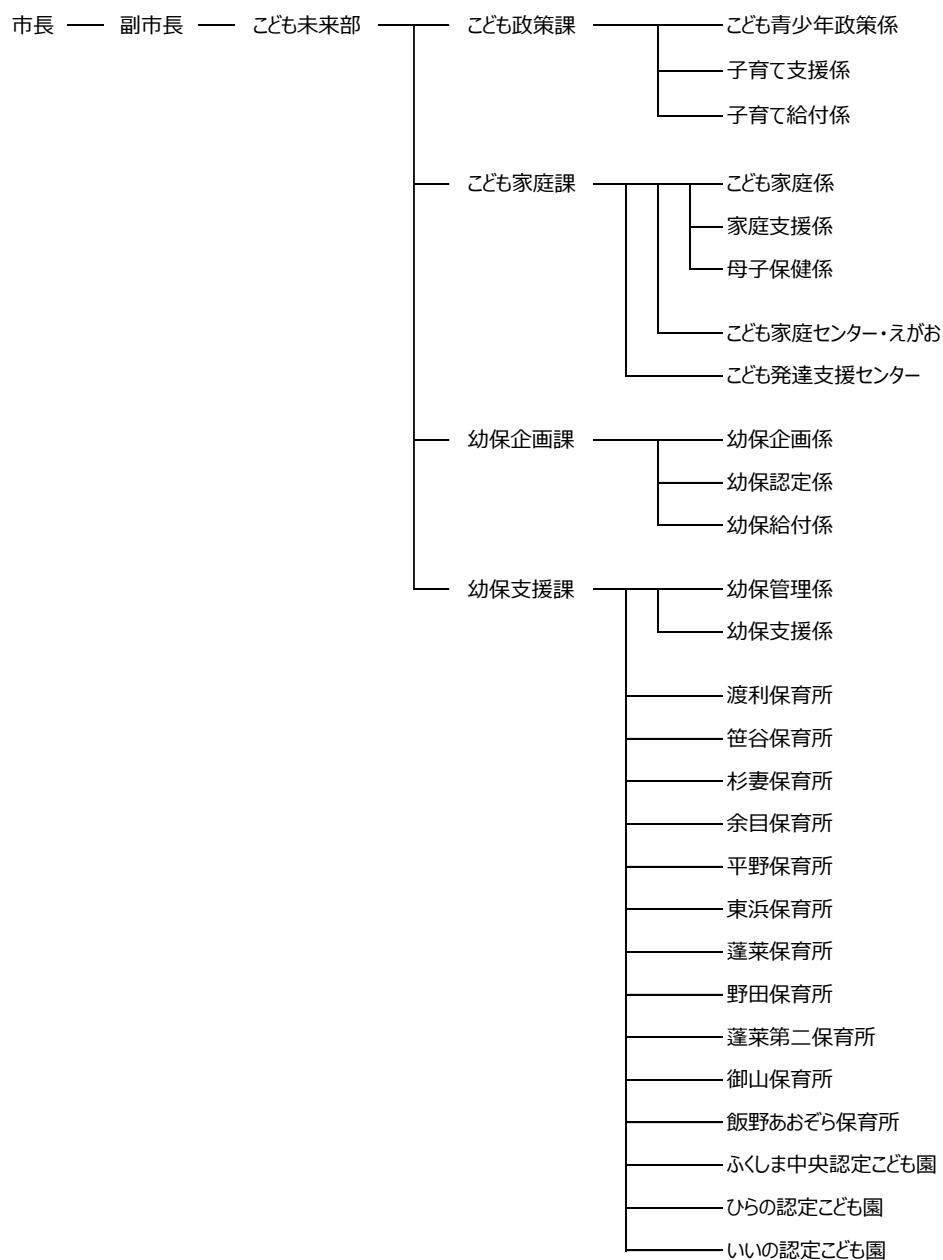 市長 副市長 こども未来部 こども政策課 こども青少年政策係
子育て支援係
子育て給付係
こども家庭課 こども家庭係
家庭支援係
母子保健係
こども家庭センター・えがお
こども発達支援センター
幼保企画課 幼保企画係
幼保認定係
幼保給付係
幼保支援課 幼保管理係
幼保支援係
渡利保育所
笹谷保育所
杉妻保育所
余目保育所
平野保育所
東浜保育所
蓬莱保育所
野田保育所
蓬莱第二保育所
御山保育所
飯野あおぞら保育所
ふくしま中央認定こども園
ひらの認定こども園
いいの認定こども園